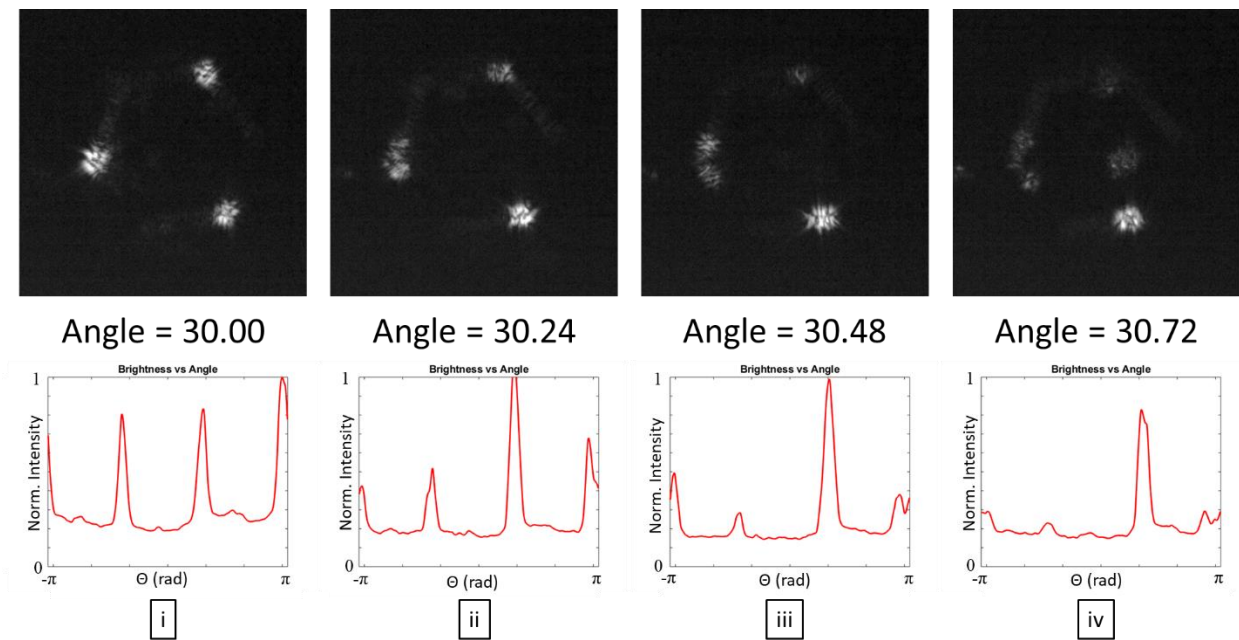 Angle = 30.00
Angle = 30.24
Angle = 30.48
Angle = 30.72
Brightness vs Angle
1
Norm. Intensity
0
-π
Θ (rad)
π
i
Brightness vs Angle
1
Norm. Intensity
0
-π
Θ (rad)
π
ii
Brightness vs Angle
1
Norm. Intensity
0
-π
Θ (rad)
π
iii
Brightness vs Angle
1
Norm. Intensity
0
-π
Θ (rad)
π
iv